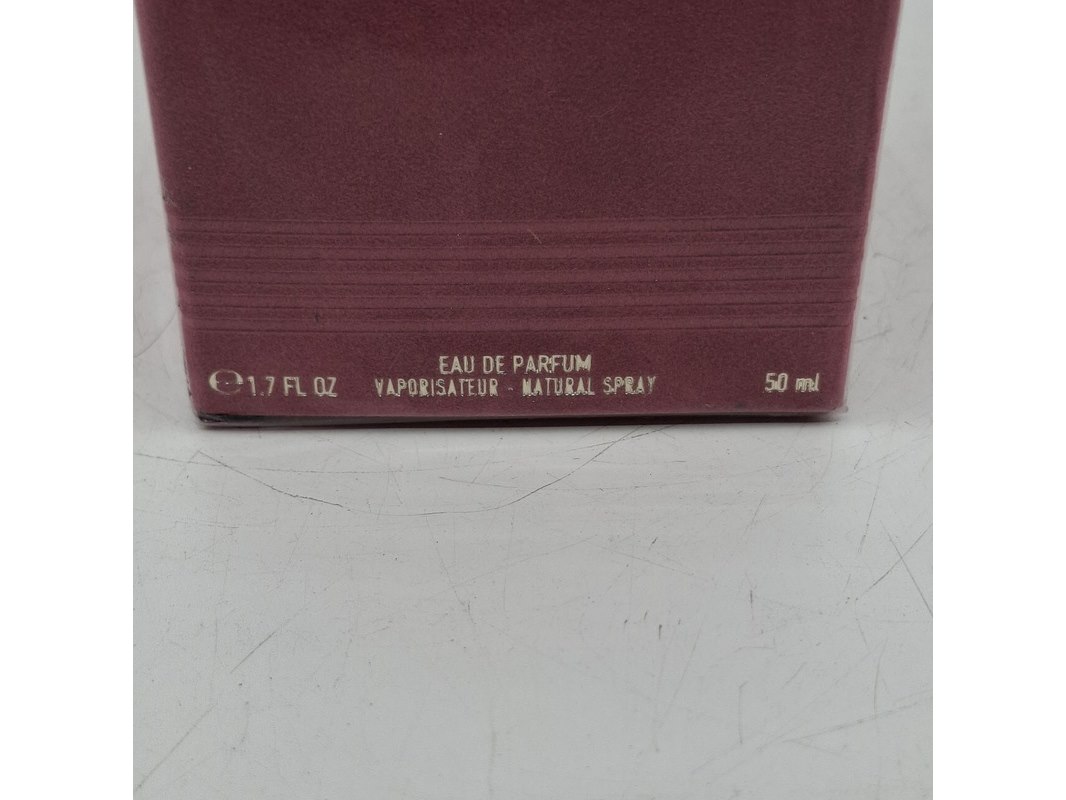 EAU DE PARFUM
℮ 1.7 FL OZ VAPORISATEUR - NATURAL SPRAY 50 ml